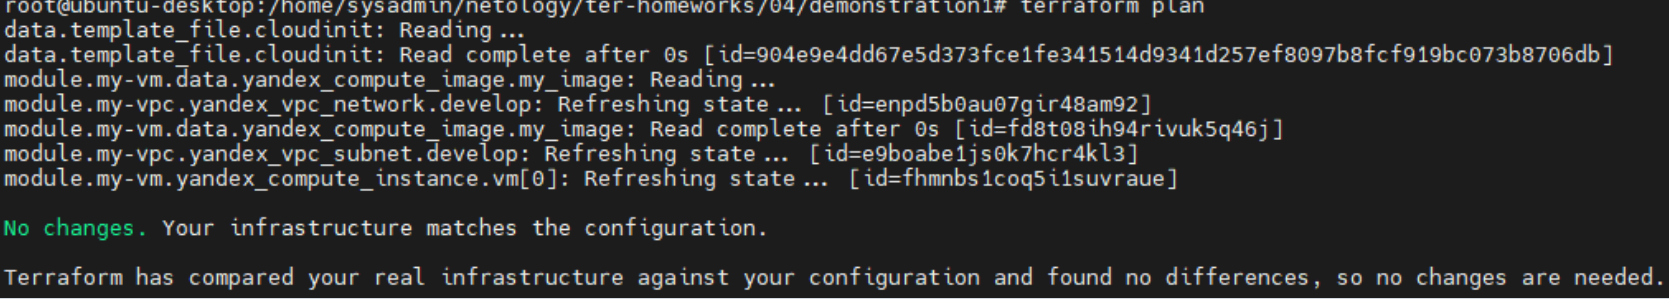 root@ubuntu-desktop:/home/sysadmin/netology/ter-homeworks/04/demonstration1# terraform plan
data.template_file.cloudinit: Reading...
data.template_file.cloudinit: Read complete after 0s [id=904e9e4dd67e5d373fce1fe341514d9341d257ef8097b8fcf919bc073b8706db]
module.my-vm.data.yandex_compute_image.my_image: Reading...
module.my-vpc.yandex_vpc_network.develop: Refreshing state... [id=enpd5b0au07gir48am92]
module.my-vm.data.yandex_compute_image.my_image: Read complete after 0s [id=fd8t08ih94rivuk5q46j]
module.my-vpc.yandex_vpc_subnet.develop: Refreshing state... [id=e9boabe1js0k7hcr4kl3]
module.my-vm.yandex_compute_instance.vm[0]: Refreshing state... [id=fhmnbs1coq5i1suvraue]
No changes. Your infrastructure matches the configuration.
Terraform has compared your real infrastructure against your configuration and found no differences, so no changes are needed.